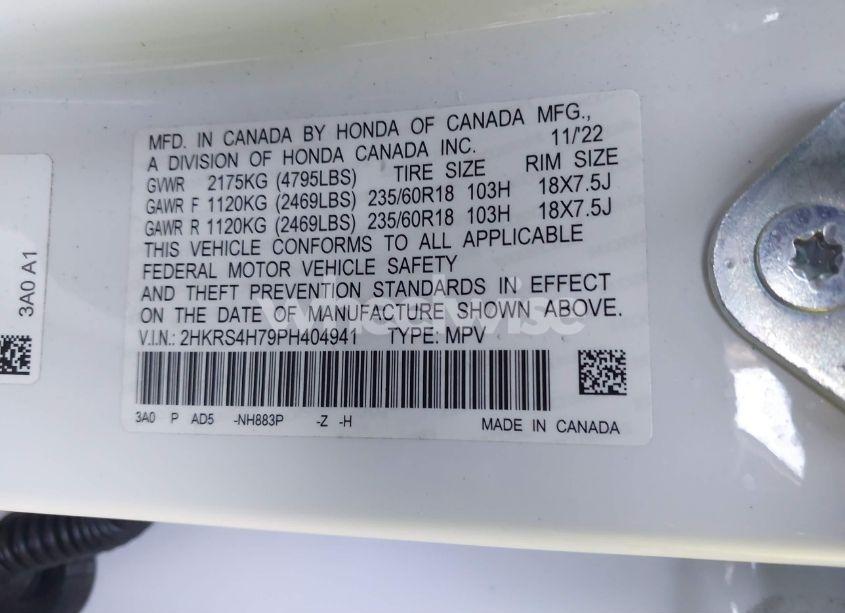 MFD. IN CANADA BY HONDA OF CANADA MFG.,
A DIVISION OF HONDA CANADA INC. 11/'22
GVWR 2175KG (4795LBS) TIRE SIZE RIM SIZE
GAWR F 1120KG (2469LBS) 235/60R18 103H 18X7.5J
GAWR R 1120KG (2469LBS) 235/60R18 103H 18X7.5J
THIS VEHICLE CONFORMS TO ALL APPLICABLE
FEDERAL MOTOR VEHICLE SAFETY
AND THEFT PREVENTION STANDARDS IN EFFECT
ON THE DATE OF MANUFACTURE SHOWN ABOVE.
V.I.N.: 2HKRS4H79PH404941 TYPE: MPV
3A0 P AD5 -NH883P -Z -H MADE IN CANADA
3A0 A1